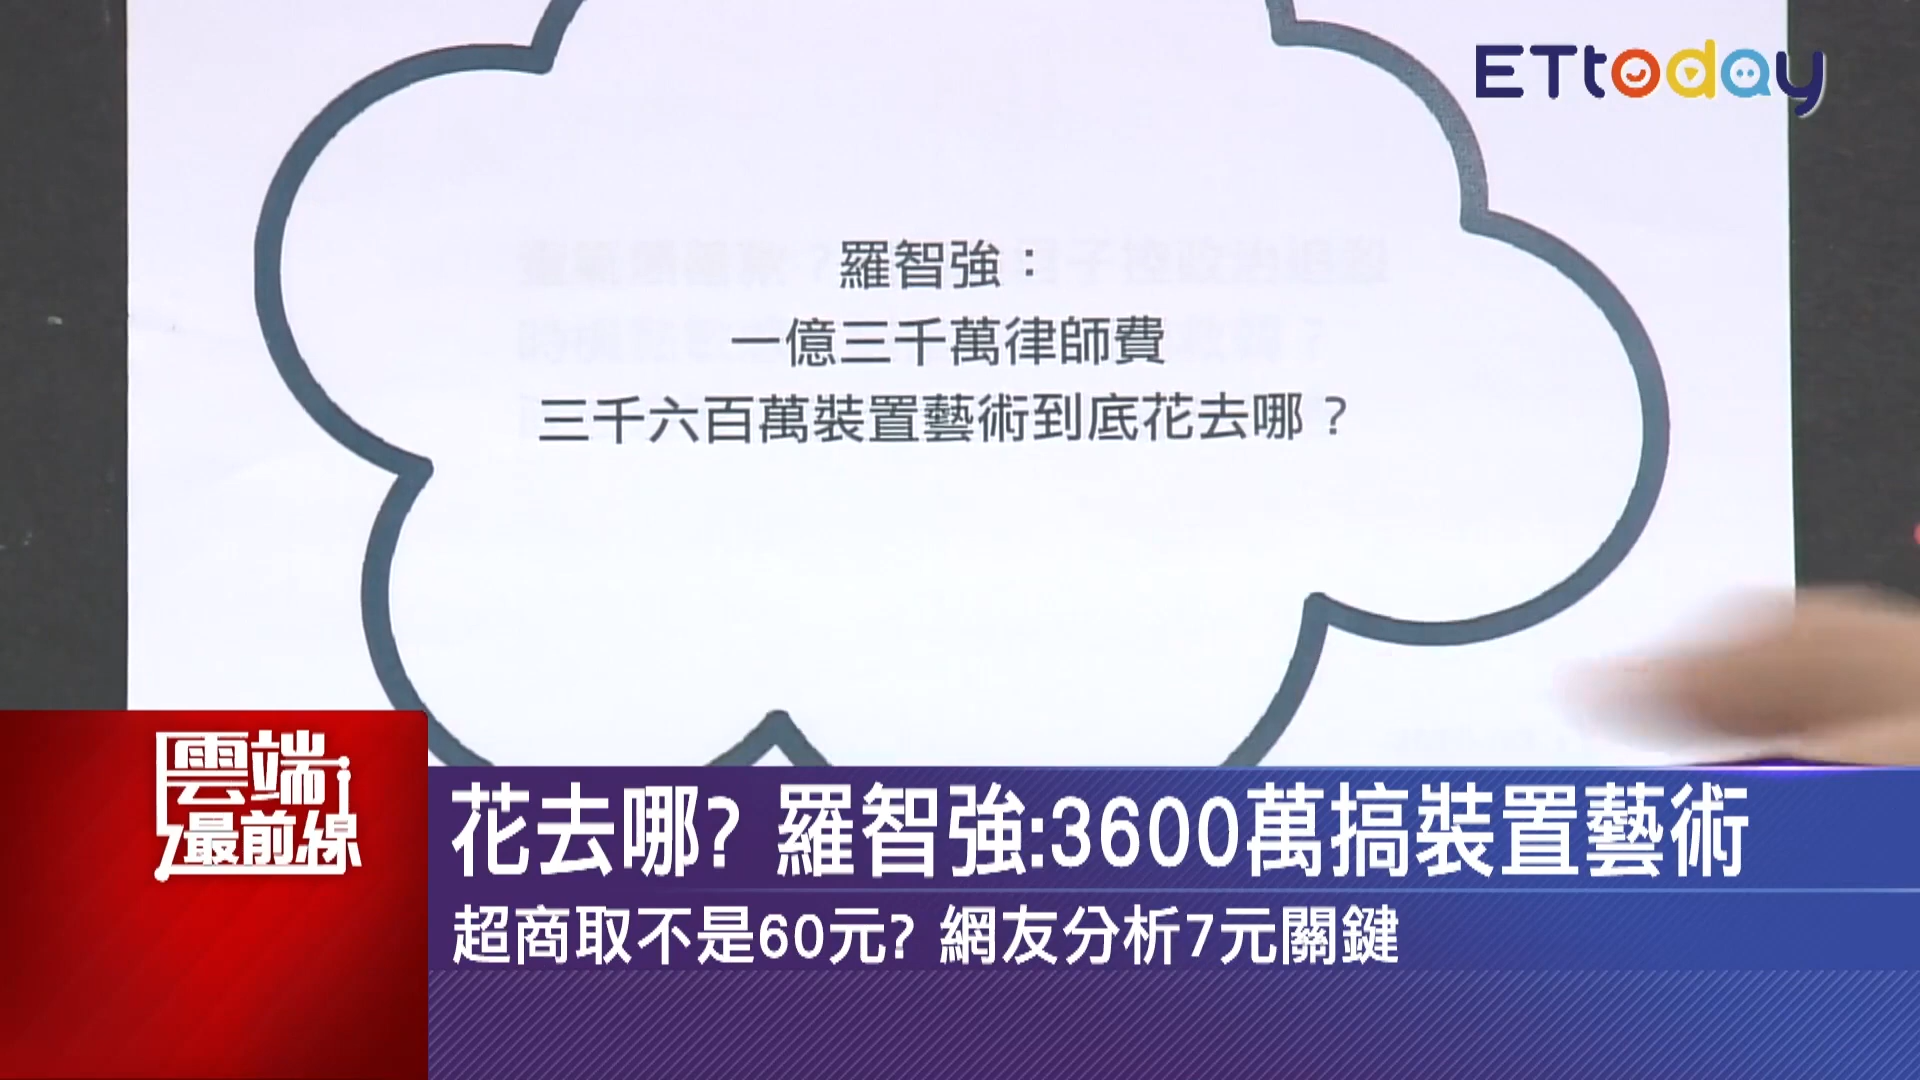 ETtoday
羅智強：
一億三千萬律師費
三千六百萬裝置藝術到底花去哪？
雲端
最前線
花去哪? 羅智強:3600萬搞裝置藝術
超商取不是60元? 網友分析7元關鍵